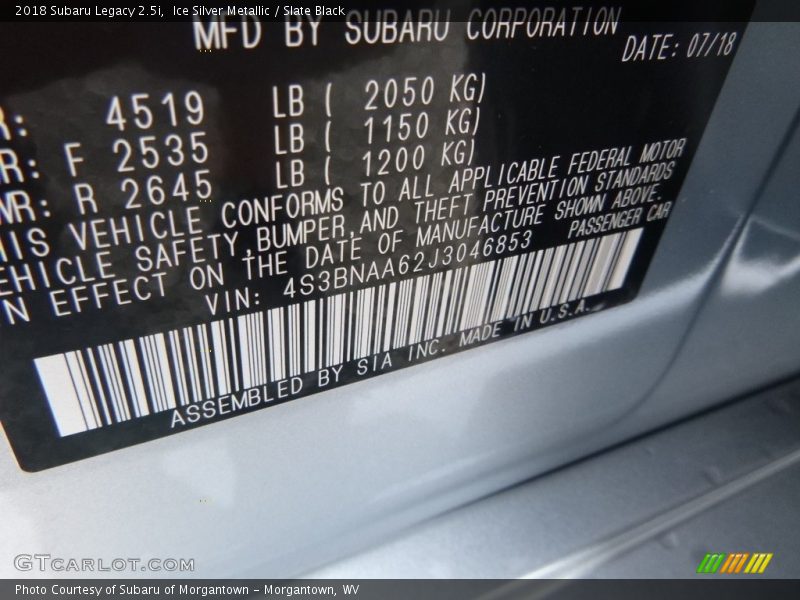 2018 Subaru Legacy 2.5i,  Ice Silver Metallic / Slate Black
MFD BY SUBARU CORPORATION
DATE: 07/18
R: 4519 LB ( 2050 KG)
R: F 2535 LB ( 1150 KG)
WR: R 2645 LB ( 1200 KG)
HIS VEHICLE CONFORMS TO ALL APPLICABLE FEDERAL MOTOR
EHICLE SAFETY,BUMPER,AND THEFT PREVENTION STANDARDS
N EFFECT ON THE DATE OF MANUFACTURE SHOWN ABOVE.
VIN: 4S3BNAA62J3046853 PASSENGER CAR
ASSEMBLED BY SIA INC. MADE IN U.S.A.
GTCARLOT.COM
Photo Courtesy of Subaru of Morgantown - Morgantown, WV